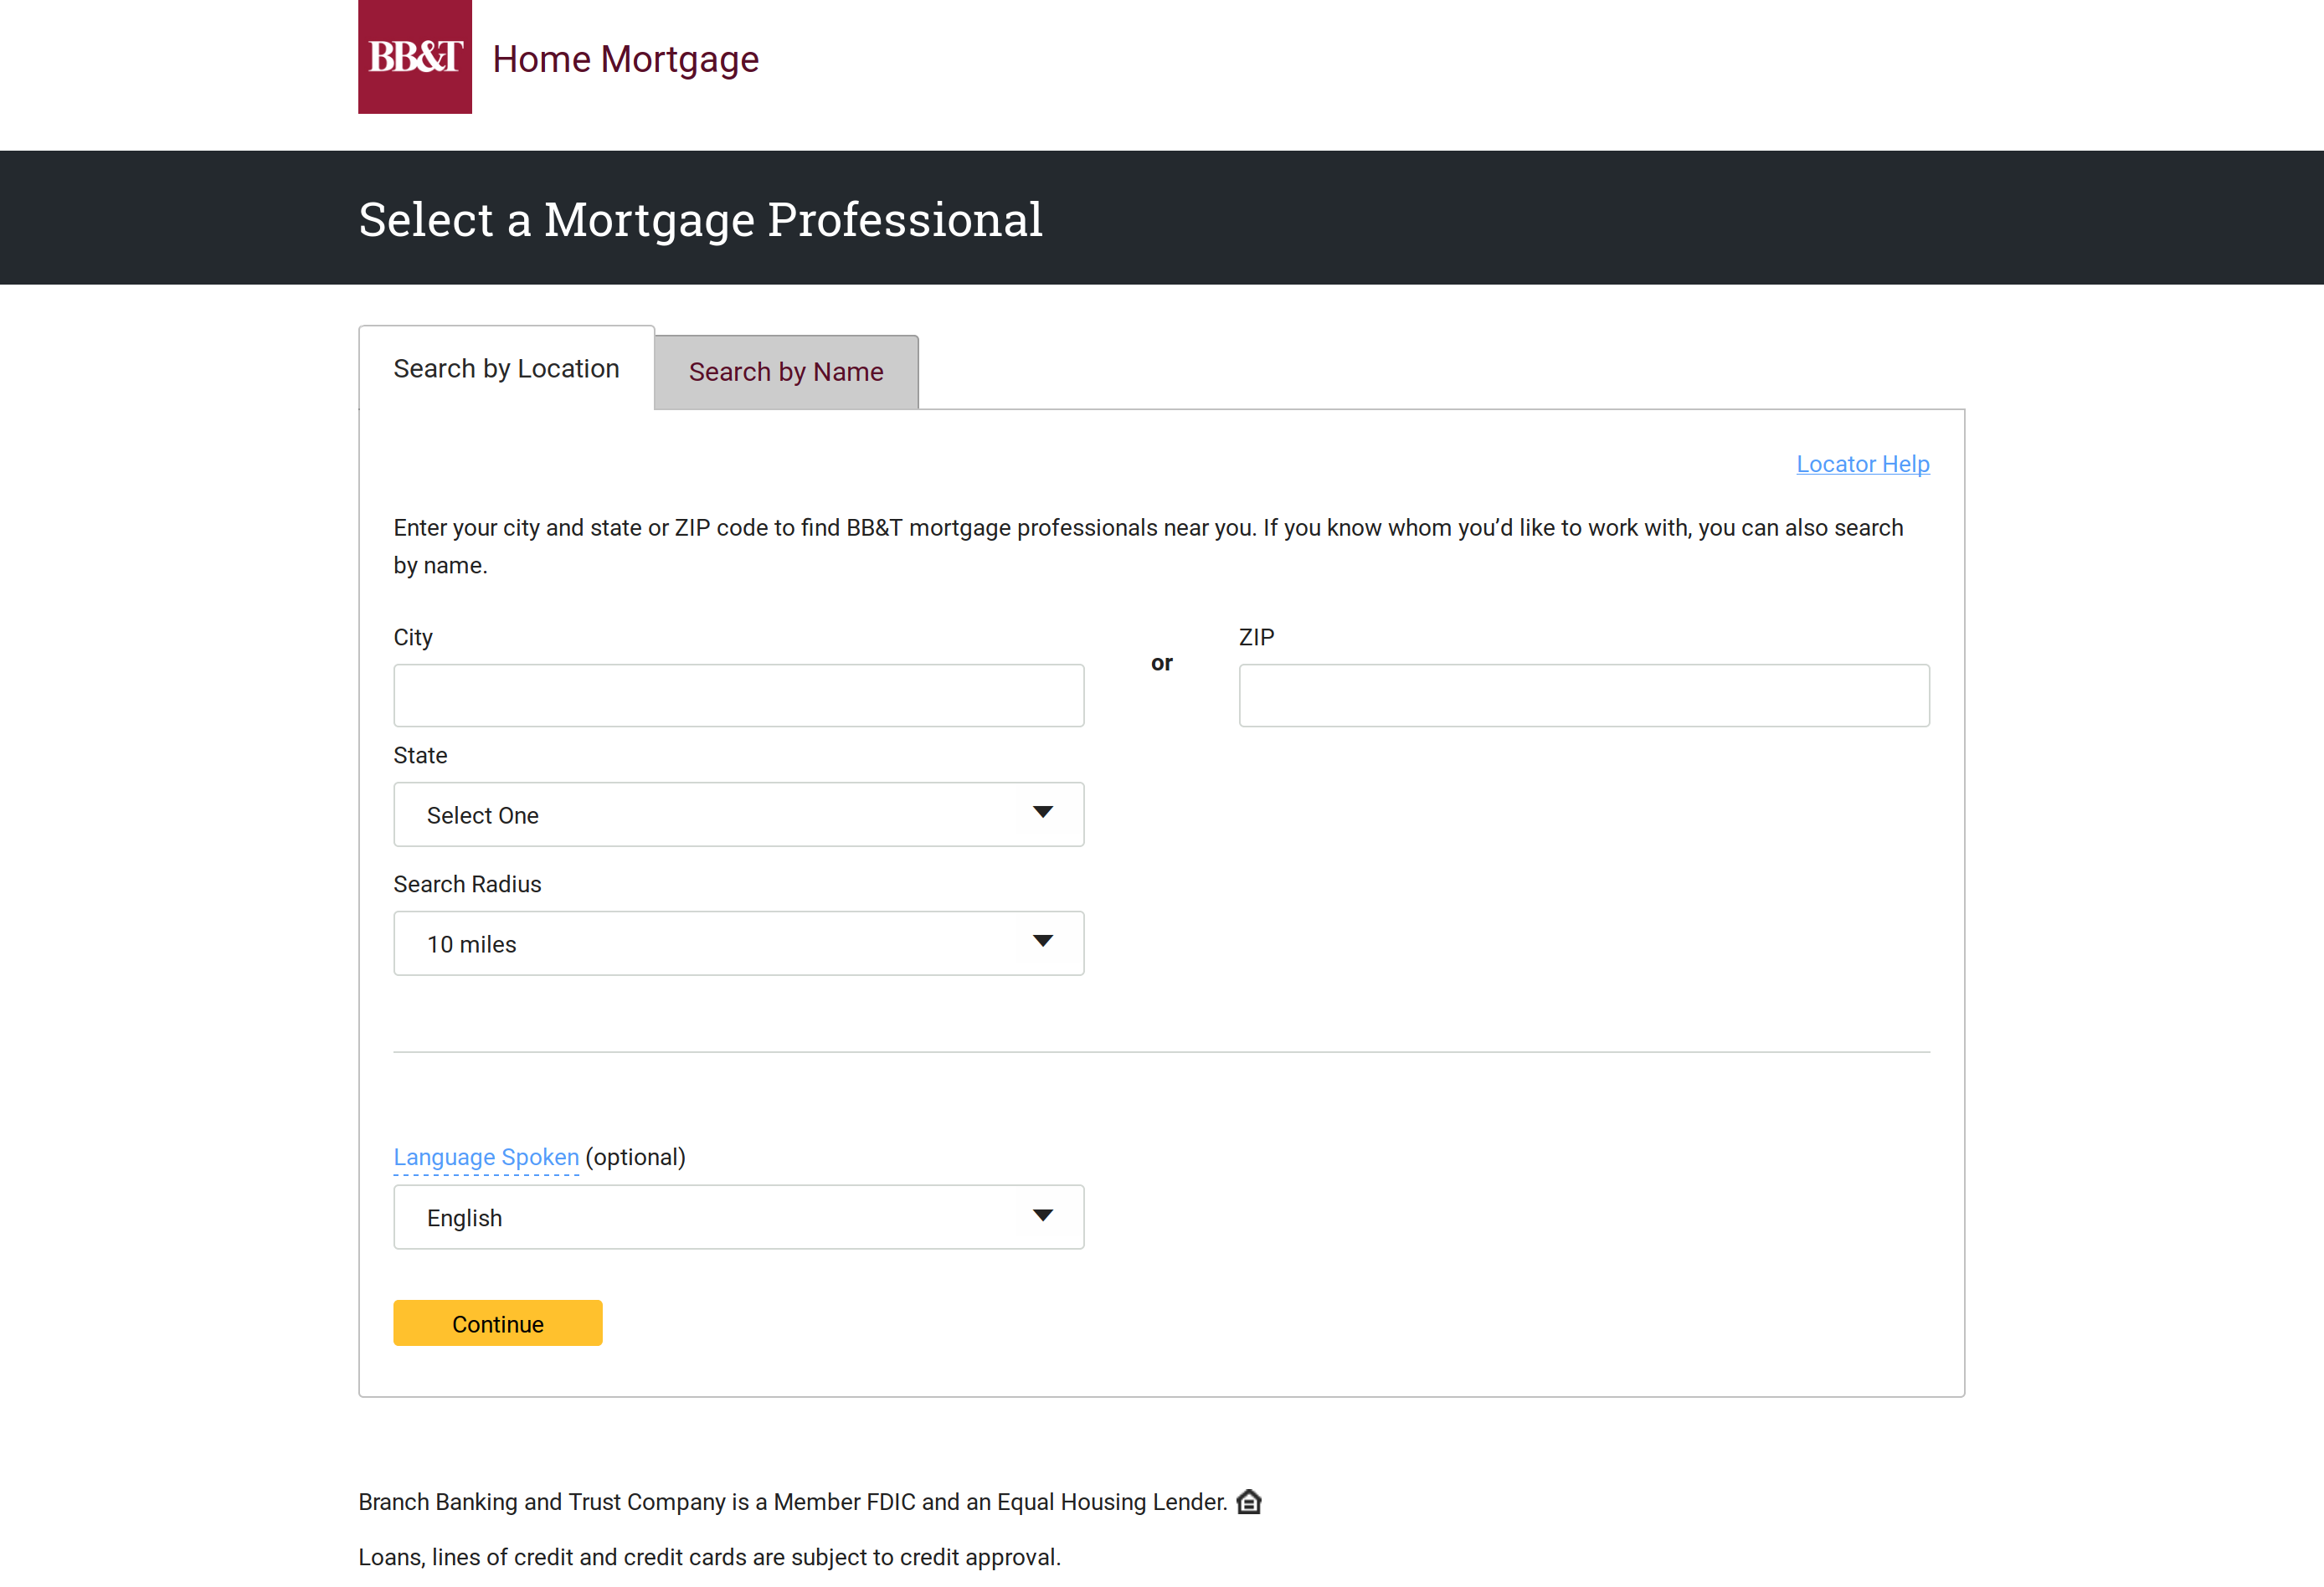 BB&T Home Mortgage
Select a Mortgage Professional
Search by Location
Search by Name
Locator Help
Enter your city and state or ZIP code to find BB&T mortgage professionals near you. If you know whom you’d like to work with, you can also search
by name.
City
or
ZIP
State
Select One
Search Radius
10 miles
Language Spoken (optional)
English
Continue
Branch Banking and Trust Company is a Member FDIC and an Equal Housing Lender.
Loans, lines of credit and credit cards are subject to credit approval.